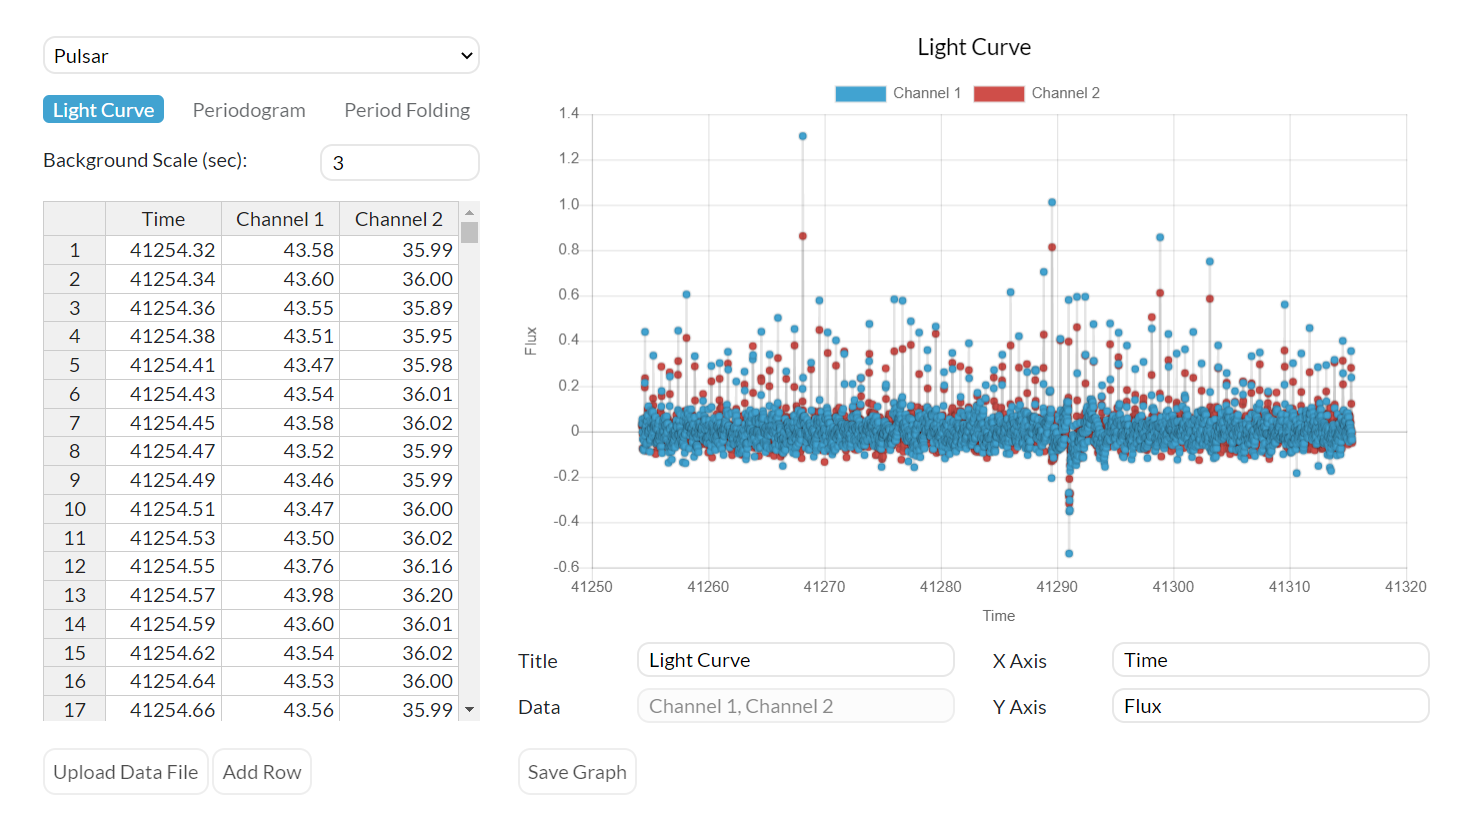 Pulsar
Light Curve Periodogram Period Folding
Background Scale (sec): 3
Time Channel 1 Channel 2
1 41254.32 43.58 35.99
2 41254.34 43.60 36.00
3 41254.36 43.55 35.89
4 41254.38 43.51 35.95
5 41254.41 43.47 35.98
6 41254.43 43.54 36.01
7 41254.45 43.58 36.02
8 41254.47 43.52 35.99
9 41254.49 43.46 35.99
10 41254.51 43.47 36.00
11 41254.53 43.50 36.02
12 41254.55 43.76 36.16
13 41254.57 43.98 36.20
14 41254.59 43.60 36.01
15 41254.62 43.54 36.02
16 41254.64 43.53 36.00
17 41254.66 43.56 35.99
Upload Data File Add Row
Light Curve
Channel 1 Channel 2
1.4
1.2
1.0
0.8
0.6
0.4
0.2
0
-0.2
-0.4
-0.6
Flux
41250 41260 41270 41280 41290 41300 41310 41320
Time
Title Light Curve X Axis Time
Data Channel 1, Channel 2 Y Axis Flux
Save Graph